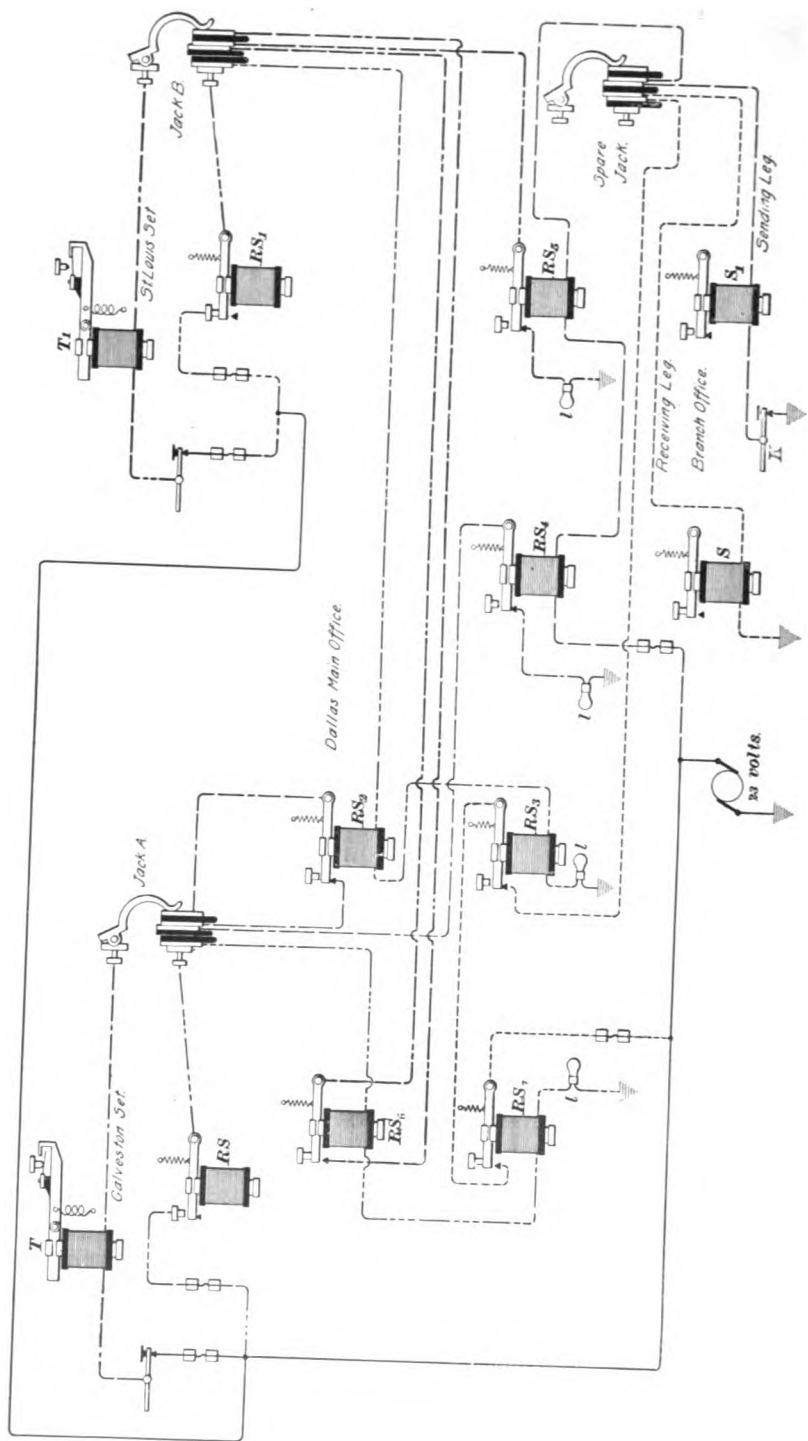 T1
St Louis Set
Jack B.
RS1
T
Galveston Set.
Jack A
RS
Dallas Main Office.
RS2
RS6
RS5
l
Spare
Jack.
RS4
l
RS3
l
RS7
l
Receiving Leg.
Branch Office.
S1
Sending Leg.
S
K
23 volts.